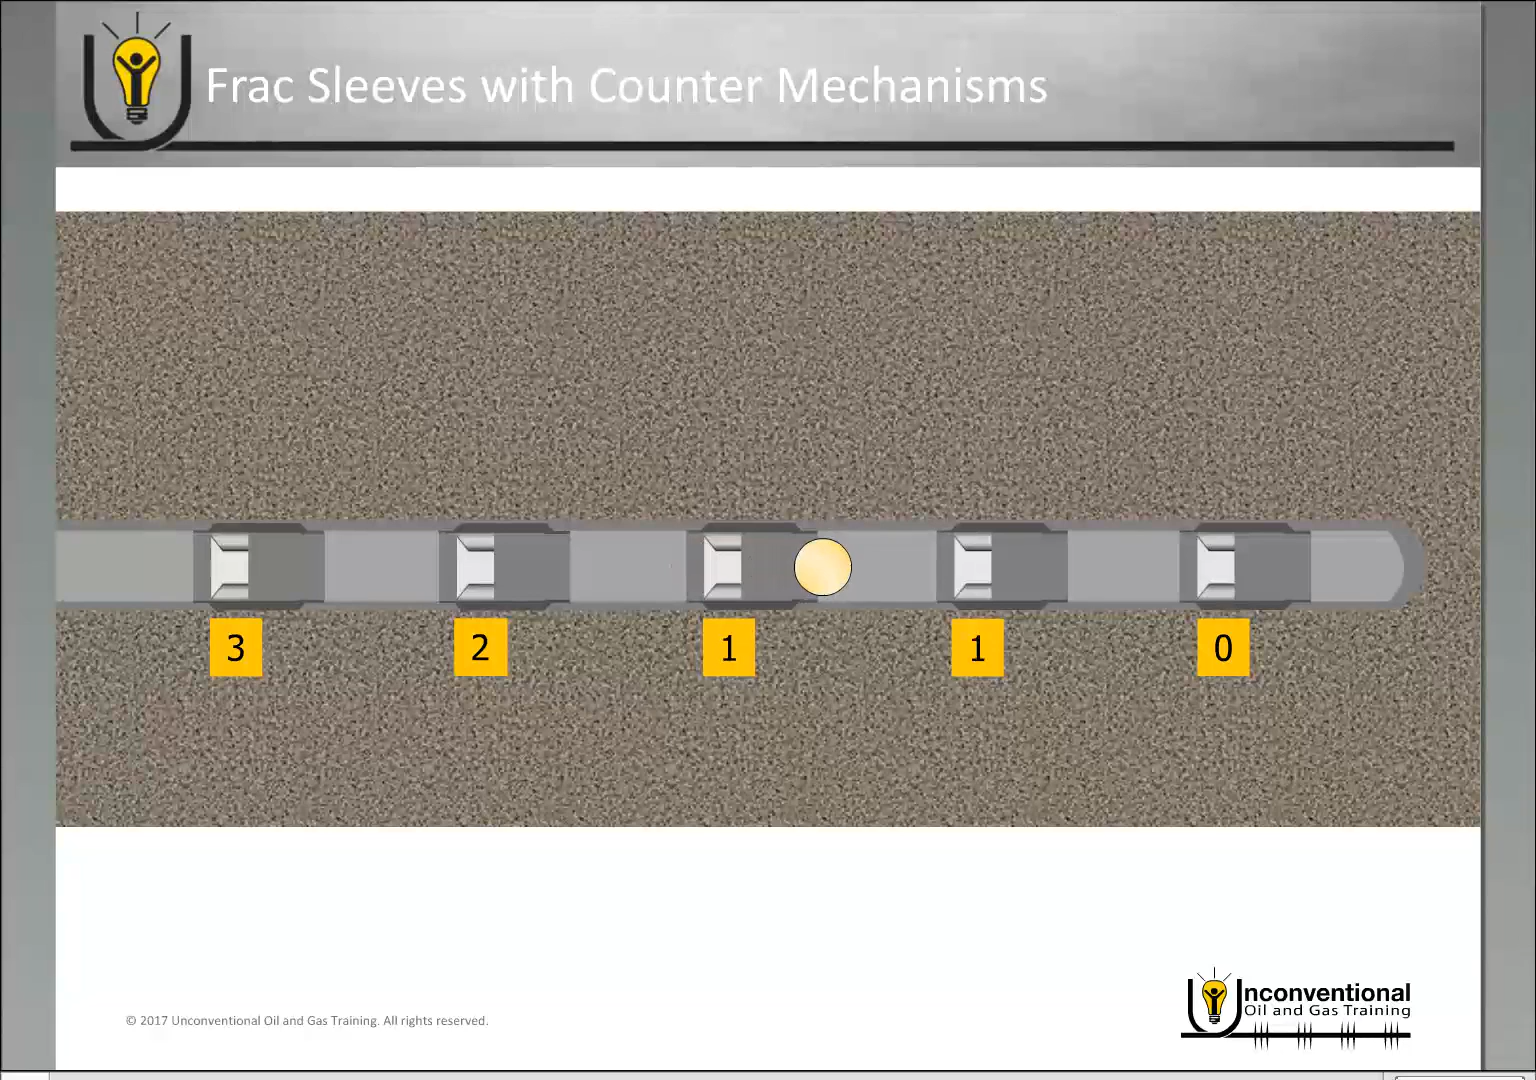 Frac Sleeves with Counter Mechanisms
3 2 1 1 0
© 2017 Unconventional Oil and Gas Training. All rights reserved.
Unconventional
Oil and Gas Training